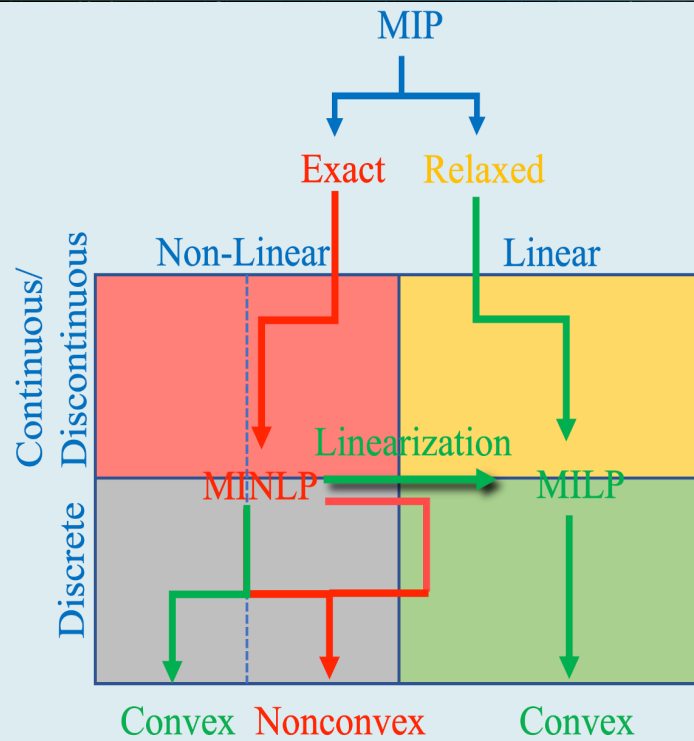 MIP
Exact Relaxed
Non-Linear Linear
Continuous/
Discontinuous
Linearization
MINLP MILP
Discrete
Convex Nonconvex Convex